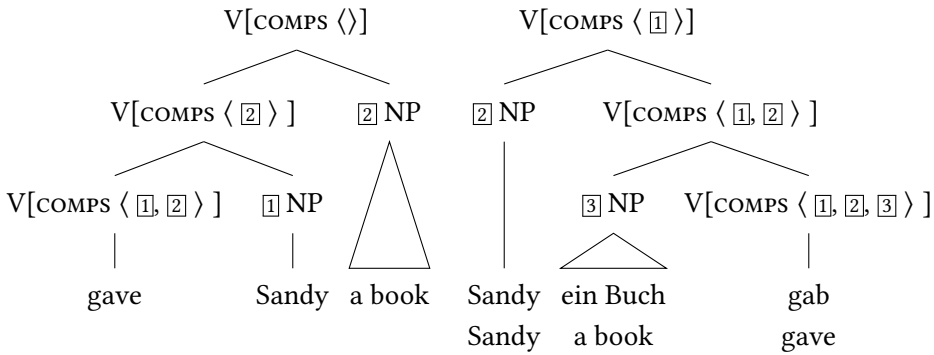 V[COMPS ⟨⟩] V[COMPS ⟨ 1 ⟩]
V[COMPS ⟨ 2 ⟩ ] 2 NP 2 NP V[COMPS ⟨ 1, 2 ⟩ ]
V[COMPS ⟨ 1, 2 ⟩ ] 1 NP 3 NP V[COMPS ⟨ 1, 2, 3 ⟩ ]
gave Sandy a book Sandy ein Buch gab
Sandy a book gave